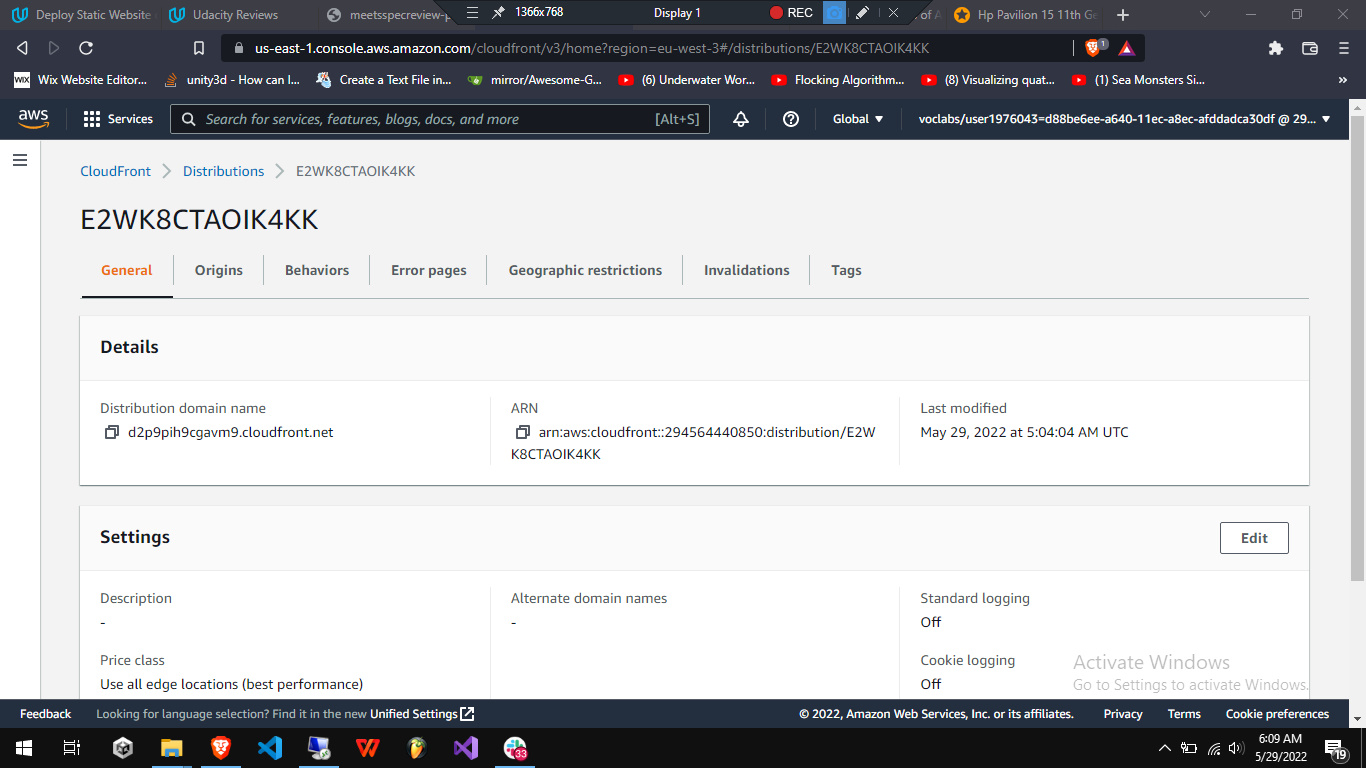 1366x768 Display 1 REC
Deploy Static Website Udacity Reviews meetsspecreview-p of A Hp Pavilion 15 11th Ge
us-east-1.console.aws.amazon.com/cloudfront/v3/home?region=eu-west-3#/distributions/E2WK8CTAOIK4KK 1
WIX Wix Website Editor... unity3d - How can I... Create a Text File in... mirror/Awesome-G... (6) Underwater Wor... Flocking Algorithm... (8) Visualizing quat... (1) Sea Monsters Si... »
aws Services Search for services, features, blogs, docs, and more [Alt+S] Global voclabs/user1976043=d88be6ee-a640-11ec-a8ec-afddadca30df @ 29...
CloudFront Distributions E2WK8CTAOIK4KK
E2WK8CTAOIK4KK
General Origins Behaviors Error pages Geographic restrictions Invalidations Tags
Details
Distribution domain name
d2p9pih9cgavm9.cloudfront.net
ARN
arn:aws:cloudfront::294564440850:distribution/E2W
K8CTAOIK4KK
Last modified
May 29, 2022 at 5:04:04 AM UTC
Settings
Edit
Description
-
Price class
Use all edge locations (best performance)
Alternate domain names
-
Standard logging
Off
Cookie logging
Off
Activate Windows
Go to Settings to activate Windows.
Feedback Looking for language selection? Find it in the new Unified Settings © 2022, Amazon Web Services, Inc. or its affiliates. Privacy Terms Cookie preferences
33
6:09 AM
5/29/2022
19